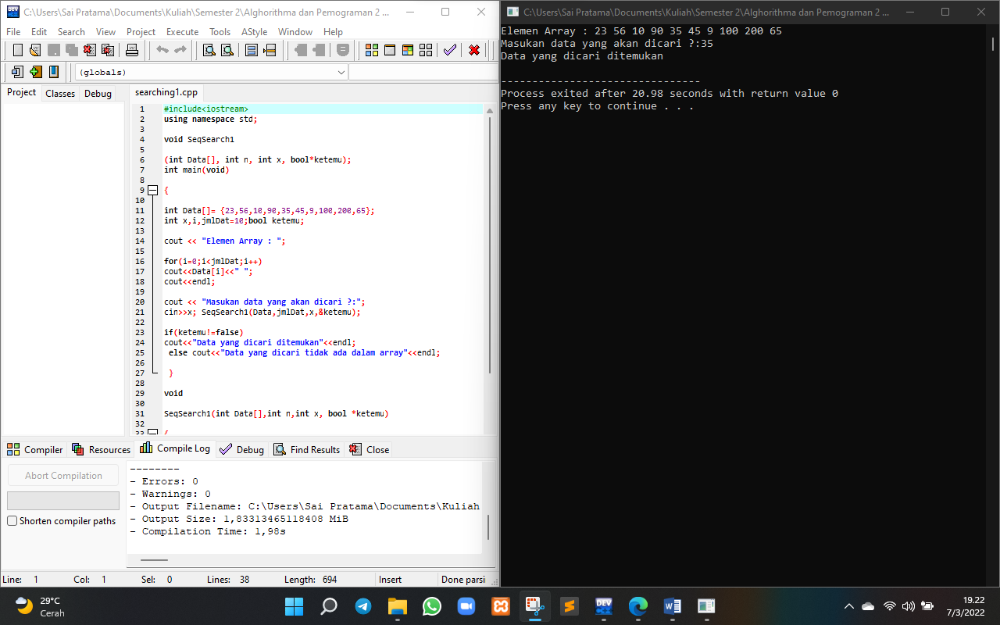 C:\Users\Sai Pratama\Documents\Kuliah\Semester 2\Alghorithma dan Pemograman 2 ...
File Edit Search View Project Execute Tools AStyle Window Help
(globals)
Project Classes Debug
searching1.cpp
1 #include<iostream>
2 using namespace std;
3
4 void SeqSearch1
5
6 (int Data[], int n, int x, bool*ketemu);
7 int main(void)
8
9 {
10
11 int Data[]= {23,56,10,90,35,45,9,100,200,65};
12 int x,i,jmlDat=10;bool ketemu;
13
14 cout << "Elemen Array : ";
15
16 for(i=0;i<jmlDat;i++)
17 cout<<Data[i]<<" ";
18 cout<<endl;
19
20 cout << "Masukan data yang akan dicari ?:";
21 cin>>x; SeqSearch1(Data,jmlDat,x,&ketemu);
22
23 if(ketemu!=false)
24 cout<<"Data yang dicari ditemukan"<<endl;
25 else cout<<"Data yang dicari tidak ada dalam array"<<endl;
26
27 }
28
29 void
30
31 SeqSearch1(int Data[],int n,int x, bool *ketemu)
32
33 {
Compiler Resources Compile Log Debug Find Results Close
Abort Compilation
Shorten compiler paths
--------
- Errors: 0
- Warnings: 0
- Output Filename: C:\Users\Sai Pratama\Documents\Kuliah
- Output Size: 1,83313465118408 MiB
- Compilation Time: 1,98s
Line: 1 Col: 1 Sel: 0 Lines: 38 Length: 694 Insert Done parsi
C:\Users\Sai Pratama\Documents\Kuliah\Semester 2\Alghorithma dan Pemograman 2 ...
Elemen Array : 23 56 10 90 35 45 9 100 200 65
Masukan data yang akan dicari ?:35
Data yang dicari ditemukan
--------------------------------
Process exited after 20.98 seconds with return value 0
Press any key to continue . . .
29°C
Cerah
DEV
19.22
7/3/2022